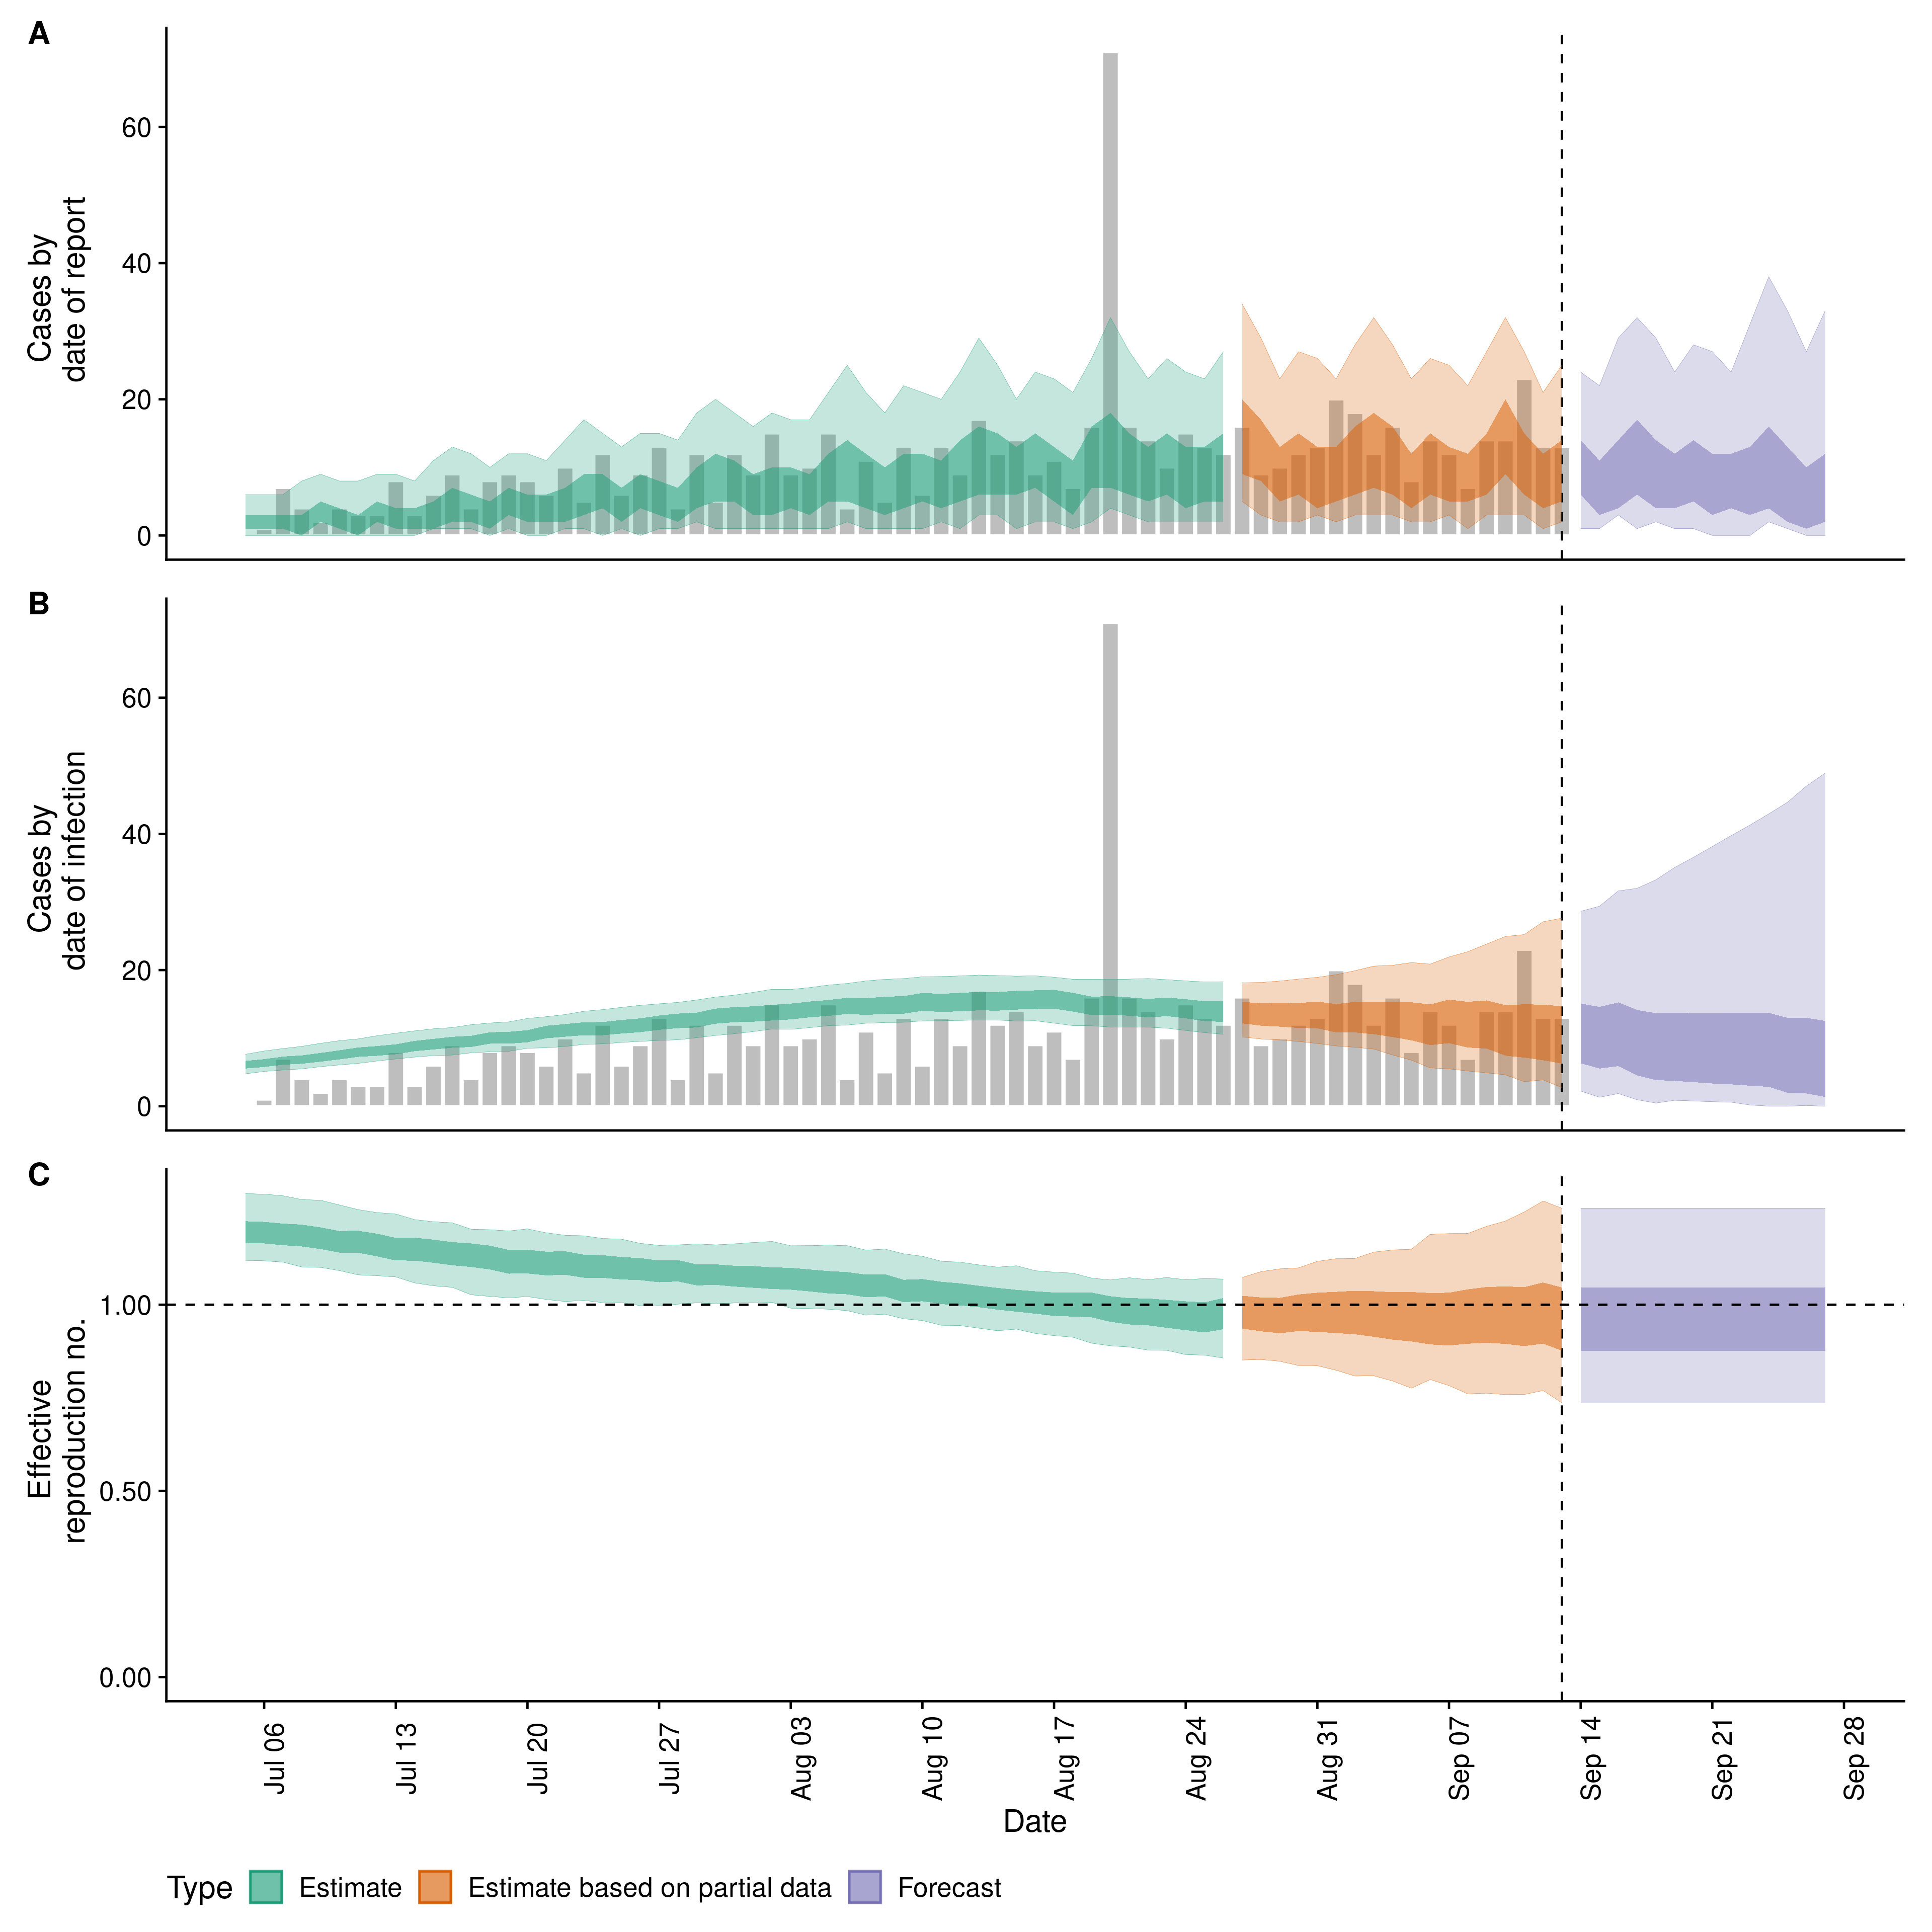 A
Cases by
date of report
60
40
20
0
B
Cases by
date of infection
60
40
20
0
C
Effective
reproduction no.
1.00
0.50
0.00
Jul 06
Jul 13
Jul 20
Jul 27
Aug 03
Aug 10
Aug 17
Aug 24
Aug 31
Sep 07
Sep 14
Sep 21
Sep 28
Date
Type Estimate Estimate based on partial data Forecast